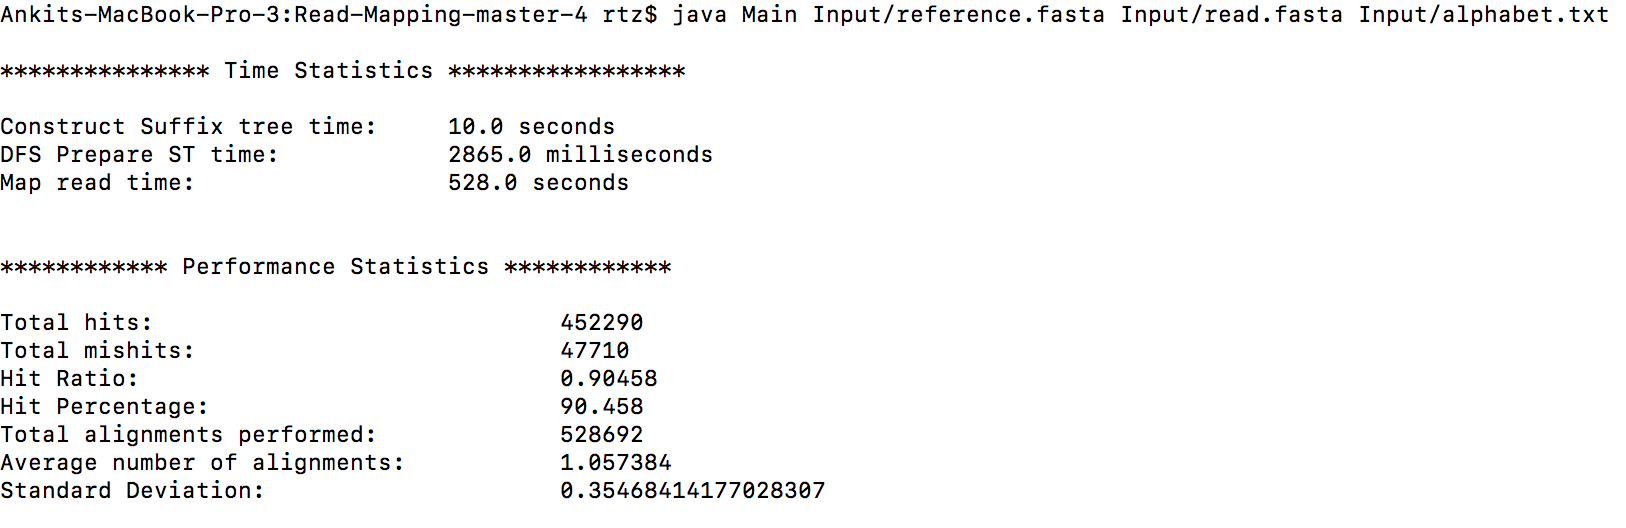 Ankits-MacBook-Pro-3:Read-Mapping-master-4 rtz$ java Main Input/reference.fasta Input/read.fasta Input/alphabet.txt
*************** Time Statistics *****************
Construct Suffix tree time: 10.0 seconds
DFS Prepare ST time: 2865.0 milliseconds
Map read time: 528.0 seconds
************ Performance Statistics ************
Total hits: 452290
Total mishits: 47710
Hit Ratio: 0.90458
Hit Percentage: 90.458
Total alignments performed: 528692
Average number of alignments: 1.057384
Standard Deviation: 0.35468414177028307